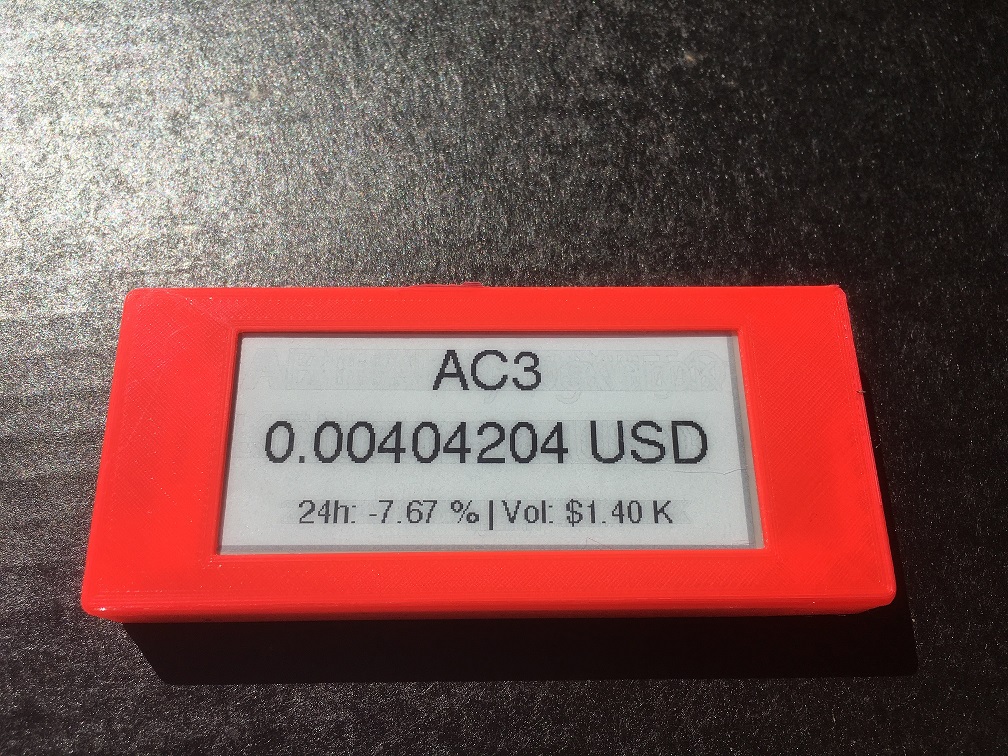 AC3
0.00404204 USD
24h: -7.67 % | Vol: $1.40 K